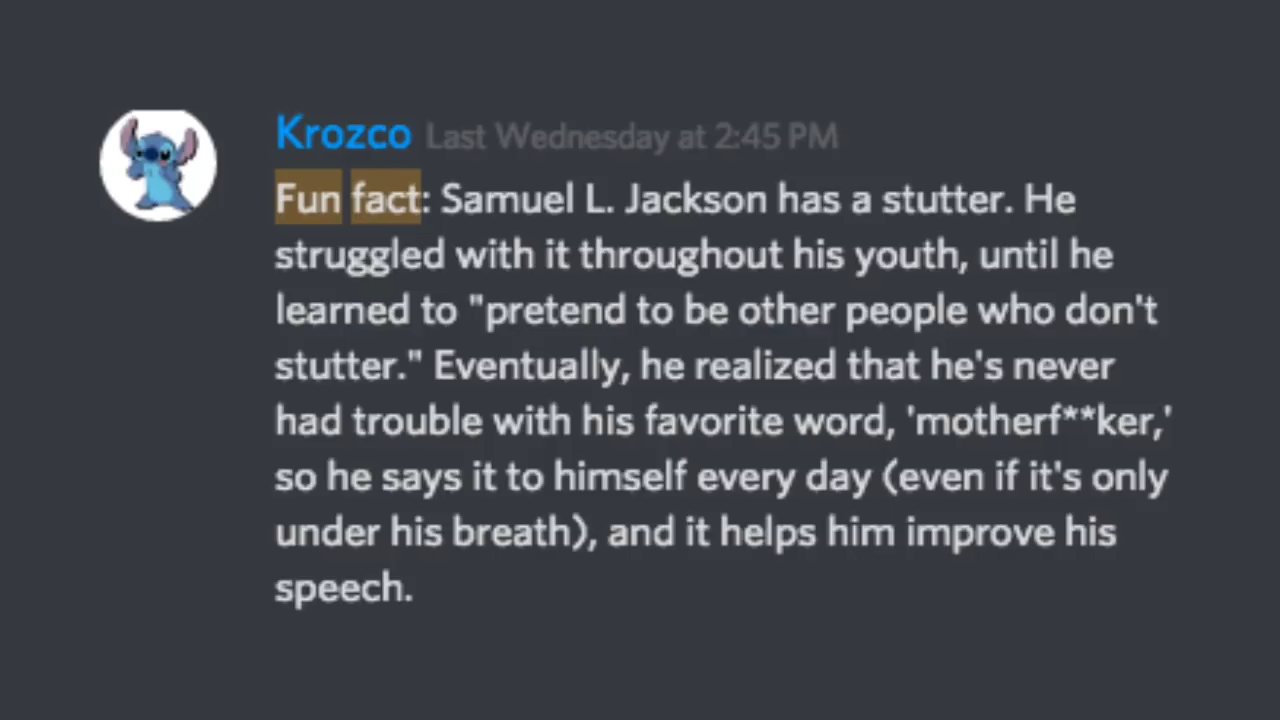 Krozco Last Wednesday at 2:45 PM
Fun fact: Samuel L. Jackson has a stutter. He
struggled with it throughout his youth, until he
learned to "pretend to be other people who don't
stutter." Eventually, he realized that he's never
had trouble with his favorite word, 'motherf**ker,'
so he says it to himself every day (even if it's only
under his breath), and it helps him improve his
speech.